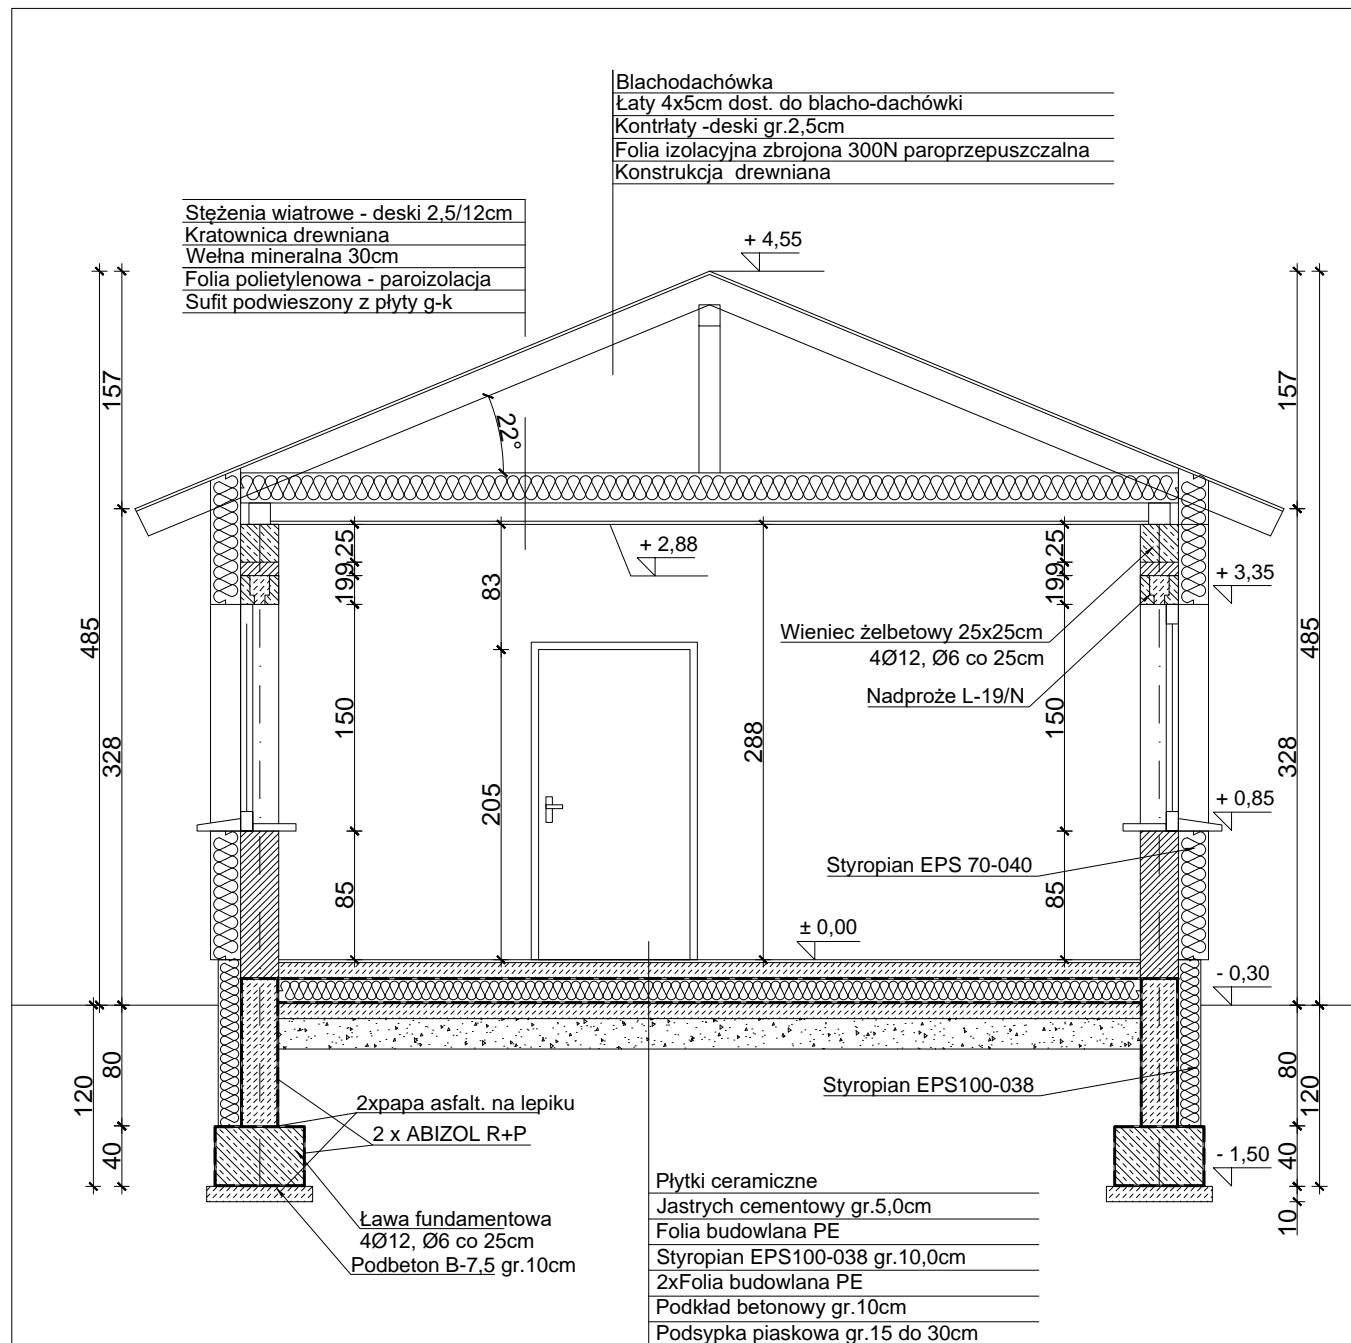 Blachodachówka
Łaty 4x5cm dost. do blacho-dachówki
Kontrłaty -deski gr.2,5cm
Folia izolacyjna zbrojona 300N paroprzepuszczalna
Konstrukcja drewniana
Stężenia wiatrowe - deski 2,5/12cm
Kratownica drewniana
Wełna mineralna 30cm
Folia polietylenowa - paroizolacja
Sufit podwieszony z płyty g-k
+ 4,55
157
157
22°
25
9
19
83
+ 2,88
25
9
19
+ 3,35
485
328
150
205
288
Wieniec żelbetowy 25x25cm
4Ø12, Ø6 co 25cm
Nadproże L-19/N
150
328
485
+ 0,85
Styropian EPS 70-040
85
85
± 0,00
- 0,30
120
80
40
Styropian EPS100-038
80
120
40
10
2xpapa asfalt. na lepiku
2 x ABIZOL R+P
- 1,50
Ława fundamentowa
4Ø12, Ø6 co 25cm
Podbeton B-7,5 gr.10cm
Płytki ceramiczne
Jastrych cementowy gr.5,0cm
Folia budowlana PE
Styropian EPS100-038 gr.10,0cm
2xFolia budowlana PE
Podkład betonowy gr.10cm
Podsypka piaskowa gr.15 do 30cm